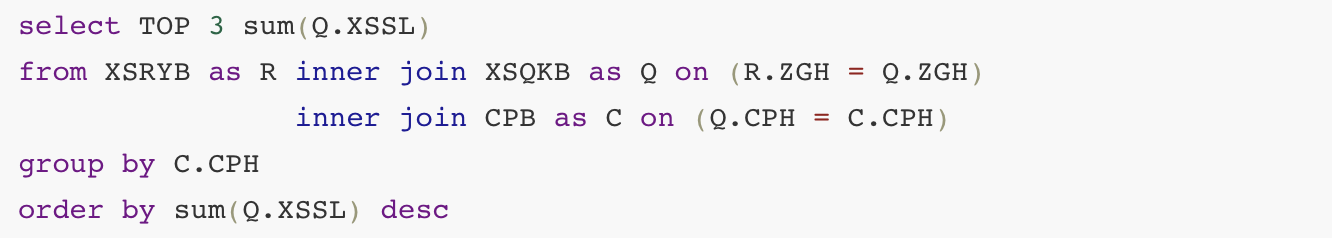 select TOP 3 sum(Q.XSSL)
from XSRYB as R inner join XSQKB as Q on (R.ZGH = Q.ZGH)
inner join CPB as C on (Q.CPH = C.CPH)
group by C.CPH
order by sum(Q.XSSL) desc